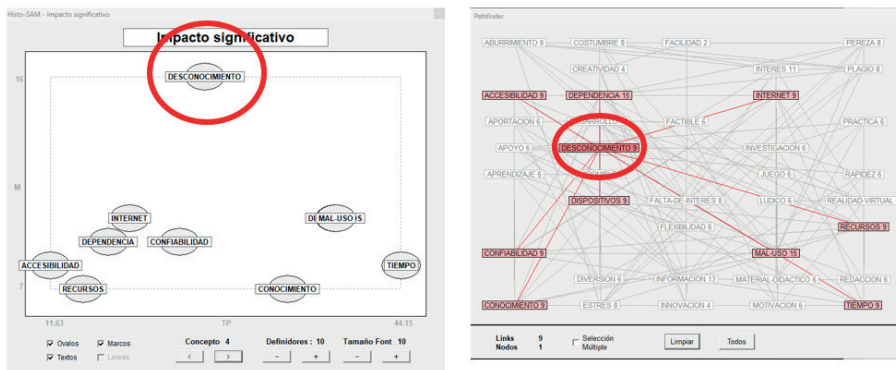 Histo-SAM - Impacto significativo
Impacto significativo
16
DESCONOCIMIENTO
M
INTERNET
MAL-USO
DEPENDENCIA
CONFIABILIDAD
ACCESIBILIDAD
TIEMPO
RECURSOS
CONOCIMIENTO
7
11.63
TP
44.15
Ovalos
Marcos
Concepto 4
Definidores : 10
Tamaño Font 10
Textos
Líneas
<
>
-
+
-
+
Pathfinder
ABURRIMIENTO 8
COSTUMBRE 8
FACILIDAD 2
PEREZA 8
CREATIVIDAD 4
INTERES 11
PLAGIO 8
ACCESIBILIDAD 9
DEPENDENCIA 15
INTERNET 9
APORTACION 6
FACTIBLE 6
PRACTICA 6
APOYO 6
DESCONOCIMIENTO 9
INVESTIGACION 6
APRENDIZAJE 6
JUEGO 6
RAPIDEZ 6
DISPOSITIVOS 9
FALTA-DE-INTERES 8
LUDICO 6
REALIDAD-VIRTUAL
FLEXIBILIDAD 6
RECURSOS 9
CONFIABILIDAD 9
MAL-USO 15
DIVERSION 6
INFORMACION 13
MATERIAL-DIDACTICO 6
REDACCION 6
CONOCIMIENTO 9
ESTRES 8
INNOVACION 4
MOTIVACION 6
TIEMPO 9
Links 9
Nodos 1
Selección
Múltiple
Limpiar
Todos